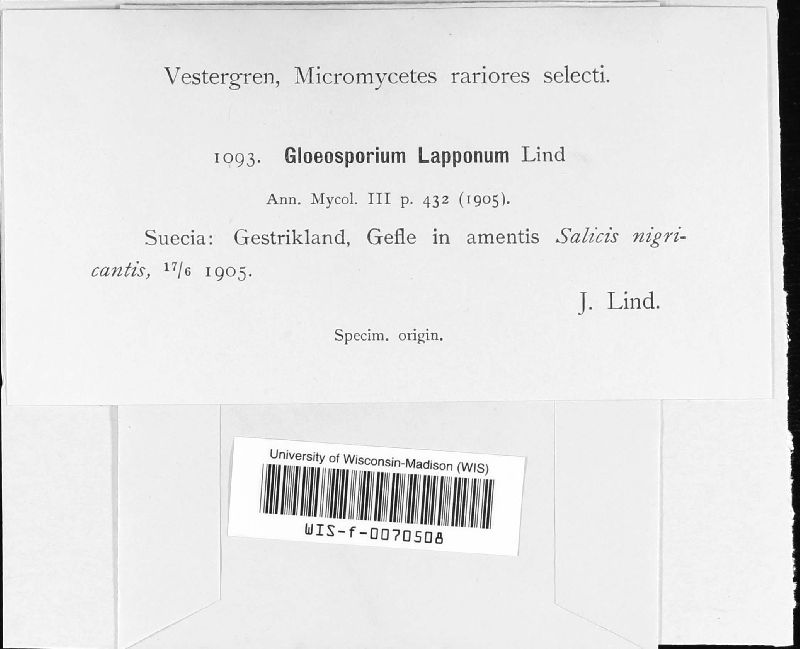 Vestergren, Micromycetes rariores selecti.
1093. Gloeosporium Lapponum Lind
Ann. Mycol. III p. 432 (1905).
Suecia: Gestrikland, Gefle in amentis Salicis nigri-
cantis, 17/6 1905.
J. Lind.
Specim. origin.
University of Wisconsin-Madison (WIS)
WIS-f-0070508